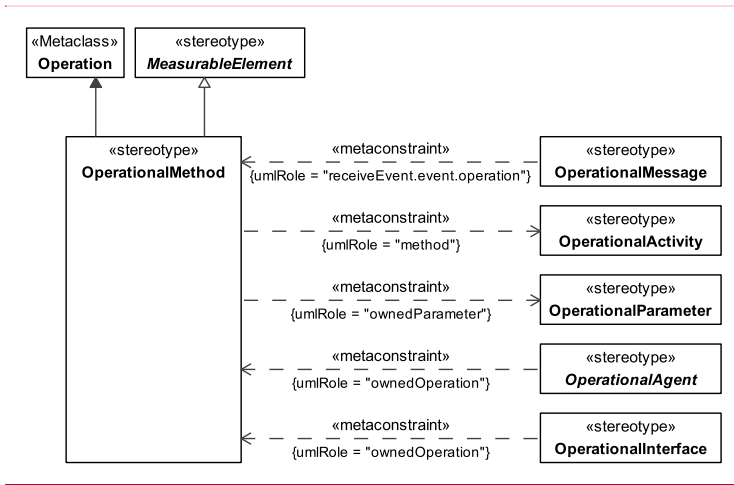 «Metaclass»
Operation
«stereotype»
MeasurableElement
«stereotype»
OperationalMethod
«metaconstraint»
{umlRole = "receiveEvent.event.operation"}
«stereotype»
OperationalMessage
«metaconstraint»
{umlRole = "method"}
«stereotype»
OperationalActivity
«metaconstraint»
{umlRole = "ownedParameter"}
«stereotype»
OperationalParameter
«metaconstraint»
{umlRole = "ownedOperation"}
«stereotype»
OperationalAgent
«metaconstraint»
{umlRole = "ownedOperation"}
«stereotype»
OperationalInterface